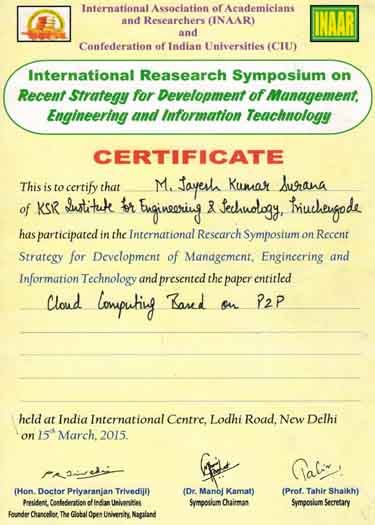 International Association of Academicians
and Researchers (INAAR)
and
Confederation of Indian Universities (CIU)
INAAR
International Reasearch Symposium on
Recent Strategy for Development of Management,
Engineering and Information Teachnology
CERTIFICATE
This is to certify that M. Jayesh Kumar Surana
of KSR Institute for Engineering & Technology, Tiruchengode
has participated in the International Research Symposium on Recent
Strategy for Development of Management, Engineering and
Information Technology and presented the paper entitled
Cloud Computing Based on P2P
held at India International Centre, Lodhi Road, New Delhi
on 15th March, 2015.
(Hon. Doctor Priyaranjan Trivediji) (Dr. Manoj Kamat) (Prof. Tahir Shaikh)
President, Confederation of Indian Universities Symposium Chairman Symposium Secretary
Founder Chancellor, The Global Open University, Nagaland